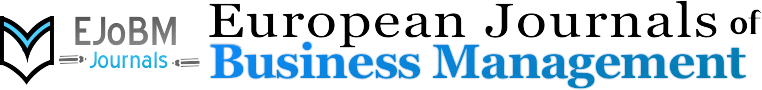 EJoBM
Journals
European Journals of
Business Management